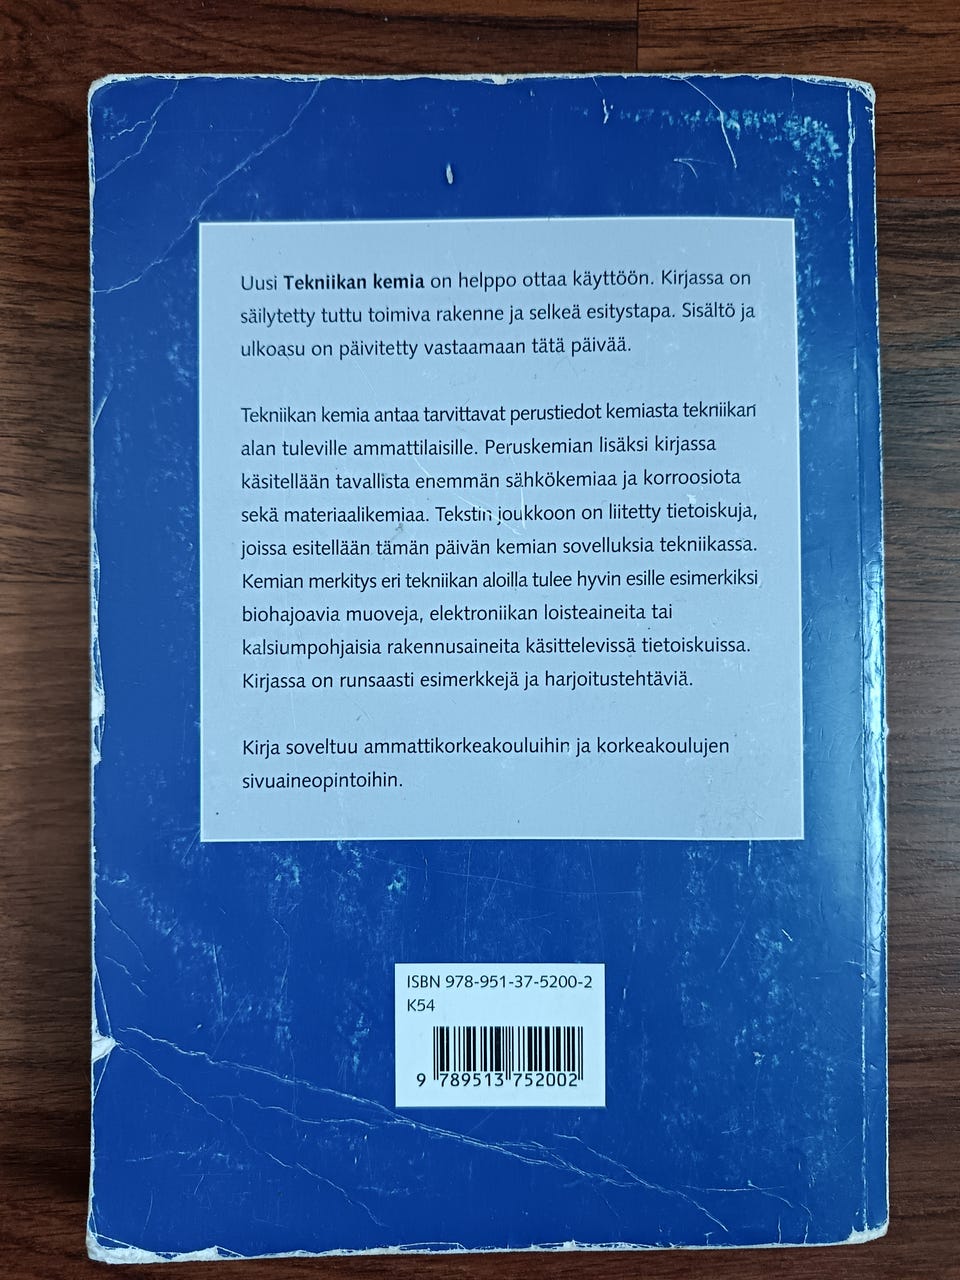 Uusi Tekniikan kemia on helppo ottaa käyttöön. Kirjassa on
säilytetty tuttu toimiva rakenne ja selkeä esitystapa. Sisältö ja
ulkoasu on päivitetty vastaamaan tätä päivää.
Tekniikan kemia antaa tarvittavat perustiedot kemiasta tekniikan
alan tuleville ammattilaisille. Peruskemian lisäksi kirjassa
käsitellään tavallista enemmän sähkökemiaa ja korroosiota
sekä materiaalikemiaa. Tekstin joukkoon on liitetty tietoiskuja,
joissa esitellään tämän päivän kemian sovelluksia tekniikassa.
Kemian merkitys eri tekniikan aloilla tulee hyvin esille esimerkiksi
biohajoavia muoveja, elektroniikan loisteaineita tai
kalsiumpohjaisia rakennusaineita käsittelevissä tietoiskuissa.
Kirjassa on runsaasti esimerkkejä ja harjoitustehtäviä.
Kirja soveltuu ammattikorkeakouluihin ja korkeakoulujen
sivuaineopintoihin.
ISBN 978-951-37-5200-2
K54
9 789513 752002